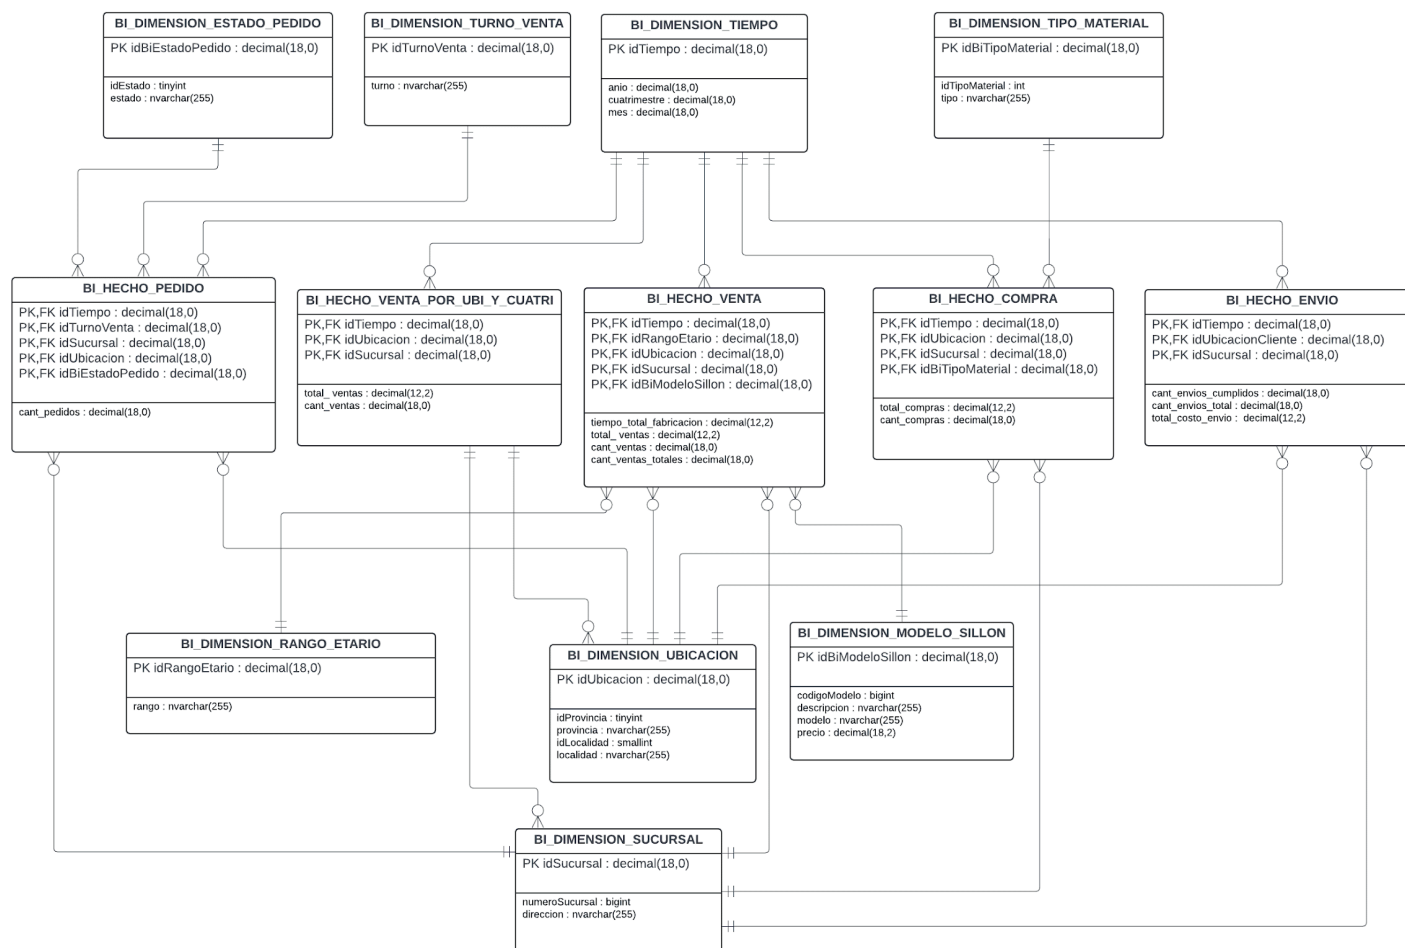 BI_DIMENSION_ESTADO_PEDIDO
PK idBiEstadoPedido : decimal(18,0)
idEstado : tinyint
estado : nvarchar(255)
BI_DIMENSION_TURNO_VENTA
PK idTurnoVenta : decimal(18,0)
turno : nvarchar(255)
BI_DIMENSION_TIEMPO
PK idTiempo : decimal(18,0)
anio : decimal(18,0)
cuatrimestre : decimal(18,0)
mes : decimal(18,0)
BI_DIMENSION_TIPO_MATERIAL
PK idBiTipoMaterial : decimal(18,0)
idTipoMaterial : int
tipo : nvarchar(255)
BI_HECHO_PEDIDO
PK,FK idTiempo : decimal(18,0)
PK,FK idTurnoVenta : decimal(18,0)
PK,FK idSucursal : decimal(18,0)
PK,FK idUbicacion : decimal(18,0)
PK,FK idBiEstadoPedido : decimal(18,0)
cant_pedidos : decimal(18,0)
BI_HECHO_VENTA_POR_UBI_Y_CUATRI
PK,FK idTiempo : decimal(18,0)
PK,FK idUbicacion : decimal(18,0)
PK,FK idSucursal : decimal(18,0)
total_ ventas : decimal(12,2)
cant_ventas : decimal(18,0)
BI_HECHO_VENTA
PK,FK idTiempo : decimal(18,0)
PK,FK idRangoEtario : decimal(18,0)
PK,FK idUbicacion : decimal(18,0)
PK,FK idSucursal : decimal(18,0)
PK,FK idBiModeloSillon : decimal(18,0)
tiempo_total_fabricacion : decimal(12,2)
total_ ventas : decimal(12,2)
cant_ventas : decimal(18,0)
cant_ventas_totales : decimal(18,0)
BI_HECHO_COMPRA
PK,FK idTiempo : decimal(18,0)
PK,FK idUbicacion : decimal(18,0)
PK,FK idSucursal : decimal(18,0)
PK,FK idBiTipoMaterial : decimal(18,0)
total_compras : decimal(12,2)
cant_compras : decimal(18,0)
BI_HECHO_ENVIO
PK,FK idTiempo : decimal(18,0)
PK,FK idUbicacionCliente : decimal(18,0)
PK,FK idSucursal : decimal(18,0)
cant_envios_cumplidos : decimal(18,0)
cant_envios_total : decimal(18,0)
total_costo_envio : decimal(12,2)
BI_DIMENSION_RANGO_ETARIO
PK idRangoEtario : decimal(18,0)
rango : nvarchar(255)
BI_DIMENSION_UBICACION
PK idUbicacion : decimal(18,0)
idProvincia : tinyint
provincia : nvarchar(255)
idLocalidad : smallint
localidad : nvarchar(255)
BI_DIMENSION_MODELO_SILLON
PK idBiModeloSillon : decimal(18,0)
codigoModelo : bigint
descripcion : nvarchar(255)
modelo : nvarchar(255)
precio : decimal(18,2)
BI_DIMENSION_SUCURSAL
PK idSucursal : decimal(18,0)
numeroSucursal : bigint
direccion : nvarchar(255)